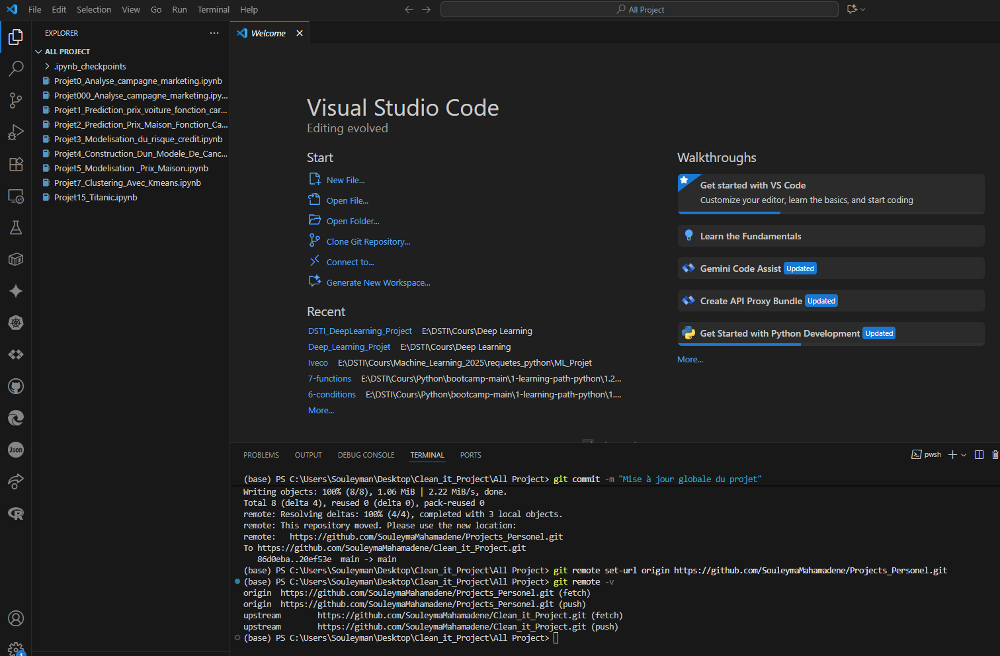 File Edit Selection View Go Run Terminal Help
All Project
EXPLORER
Welcome
ALL PROJECT
.ipynb_checkpoints
Projet0_Analyse_campagne_marketing.ipynb
Projet000_Analyse_campagne_marketing.ipy...
Projet1_Prediction_prix_voiture_fonction_car...
Projet2_Prediction_Prix_Maison_Fonction_Ca...
Projet3_Modelisation_du_risque_credit.ipynb
Projet4_Construction_Dun_Modele_De_Canc...
Projet5_Modelisation _Prix_Maison.ipynb
Projet7_Clustering_Avec_Kmeans.ipynb
Projet15_Titanic.ipynb
Json
1
Visual Studio Code
Editing evolved
Start
New File...
Open File...
Open Folder...
Clone Git Repository...
Connect to...
Generate New Workspace...
Recent
DSTI_DeepLearning_Project E:\DSTI\Cours\Deep Learning
Deep_Learning_Projet E:\DSTI\Cours\Deep Learning
Iveco E:\DSTI\Cours\Machine_Learning_2025\requetes_python\ML_Projet
7-functions E:\DSTI\Cours\Python\bootcamp-main\1-learning-path-python\1.2...
6-conditions E:\DSTI\Cours\Python\bootcamp-main\1-learning-path-python\1....
More...
Walkthroughs
Get started with VS Code
Customize your editor, learn the basics, and start coding
Learn the Fundamentals
Gemini Code Assist Updated
Create API Proxy Bundle Updated
Get Started with Python Development Updated
More...
PROBLEMS OUTPUT DEBUG CONSOLE TERMINAL PORTS
pwsh
(base) PS C:\Users\Souleyman\Desktop\Clean_it_Project\All Project> git commit -m "Mise à jour globale du projet"
Writing objects: 100% (8/8), 1.06 MiB | 2.22 MiB/s, done.
Total 8 (delta 4), reused 0 (delta 0), pack-reused 0
remote: Resolving deltas: 100% (4/4), completed with 3 local objects.
remote: This repository moved. Please use the new location:
remote:   https://github.com/SouleymaMahamadene/Projects_Personel.git
To https://github.com/SouleymaMahamadene/Clean_it_Project.git
   86d0eba..20ef53e  main -> main
(base) PS C:\Users\Souleyman\Desktop\Clean_it_Project\All Project> git remote set-url origin https://github.com/SouleymaMahamadene/Projects_Personel.git
(base) PS C:\Users\Souleyman\Desktop\Clean_it_Project\All Project> git remote -v
origin  https://github.com/SouleymaMahamadene/Projects_Personel.git (fetch)
origin  https://github.com/SouleymaMahamadene/Projects_Personel.git (push)
upstream        https://github.com/SouleymaMahamadene/Clean_it_Project.git (fetch)
upstream        https://github.com/SouleymaMahamadene/Clean_it_Project.git (push)
(base) PS C:\Users\Souleyman\Desktop\Clean_it_Project\All Project>